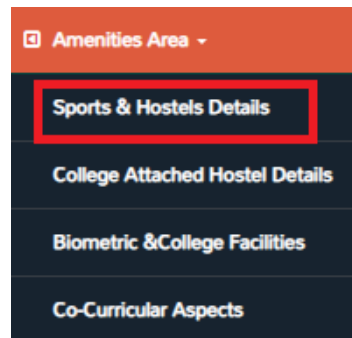 Amenities Area
Sports & Hostels Details
College Attached Hostel Details
Biometric &College Facilities
Co-Curricular Aspects